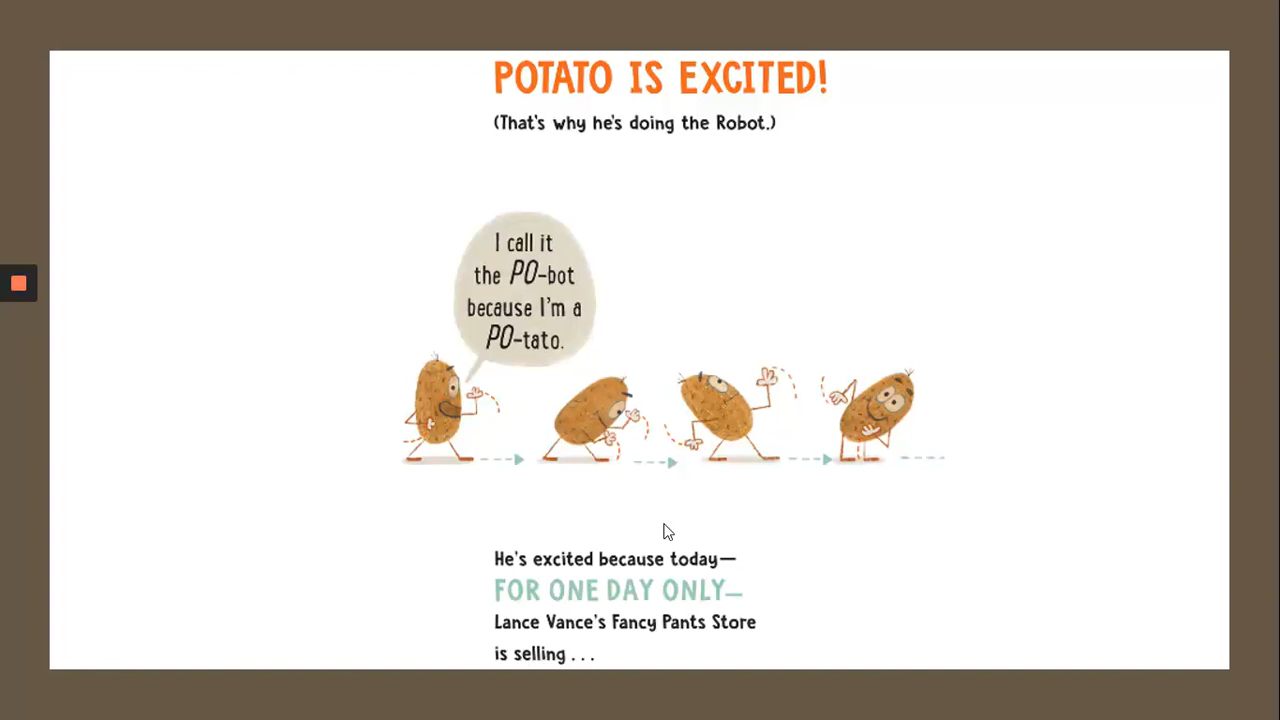 POTATO IS EXCITED!
(That's why he's doing the Robot.)
I call it
the PO-bot
because I'm a
PO-tato.
He's excited because today—
FOR ONE DAY ONLY—
Lance Vance's Fancy Pants Store
is selling . . .